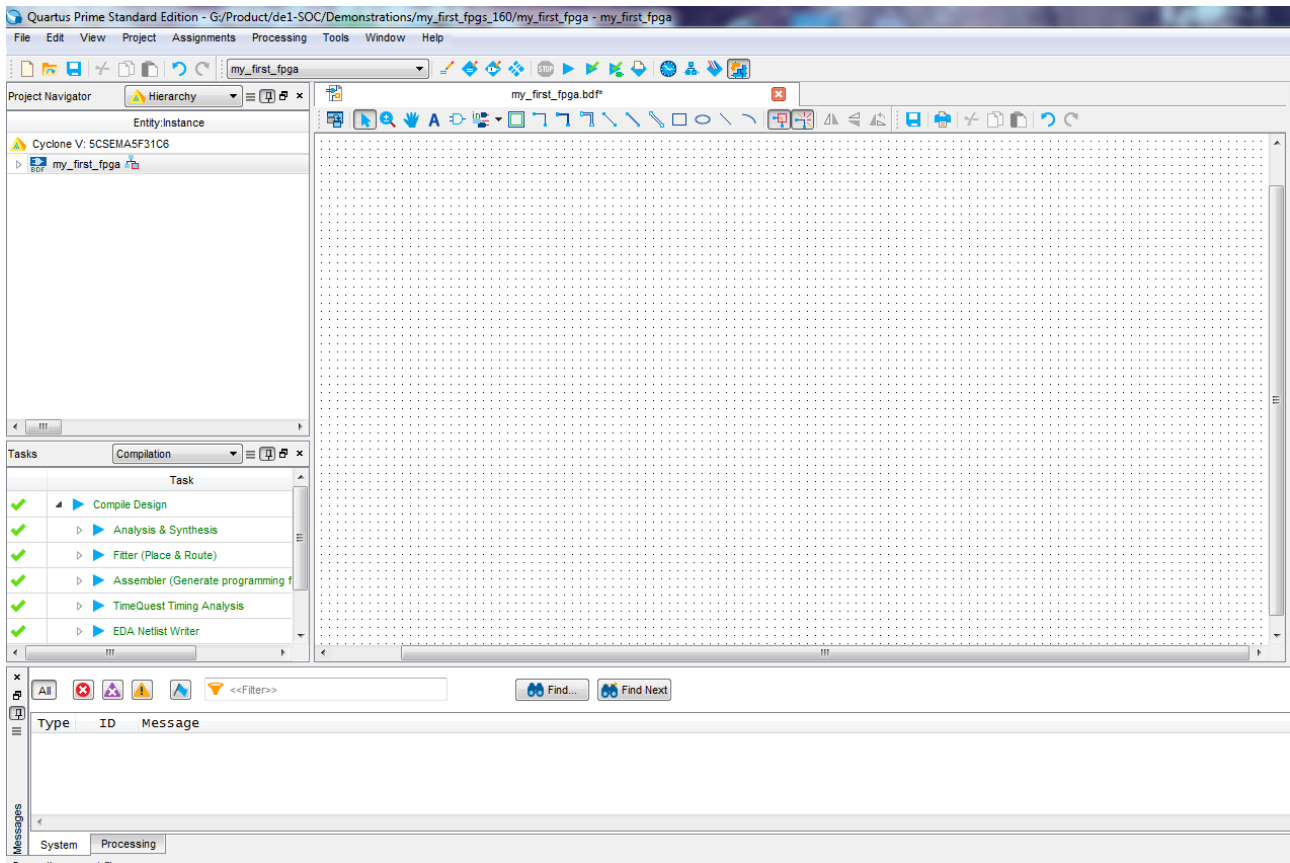 Quartus Prime Standard Edition - G:/Product/de1-SOC/Demonstrations/my_first_fpgs_160/my_first_fpga - my_first_fpga
File Edit View Project Assignments Processing Tools Window Help
my_first_fpga
Project Navigator Hierarchy
my_first_fpga.bdf*
Entity:Instance
Cyclone V: 5CSEMA5F31C6
BDF my_first_fpga
Tasks Compilation
Task
Compile Design
Analysis & Synthesis
Fitter (Place & Route)
Assembler (Generate programming f
TimeQuest Timing Analysis
EDA Netlist Writer
All <<Filter>> Find... Find Next
Type ID Message
Messages
System Processing